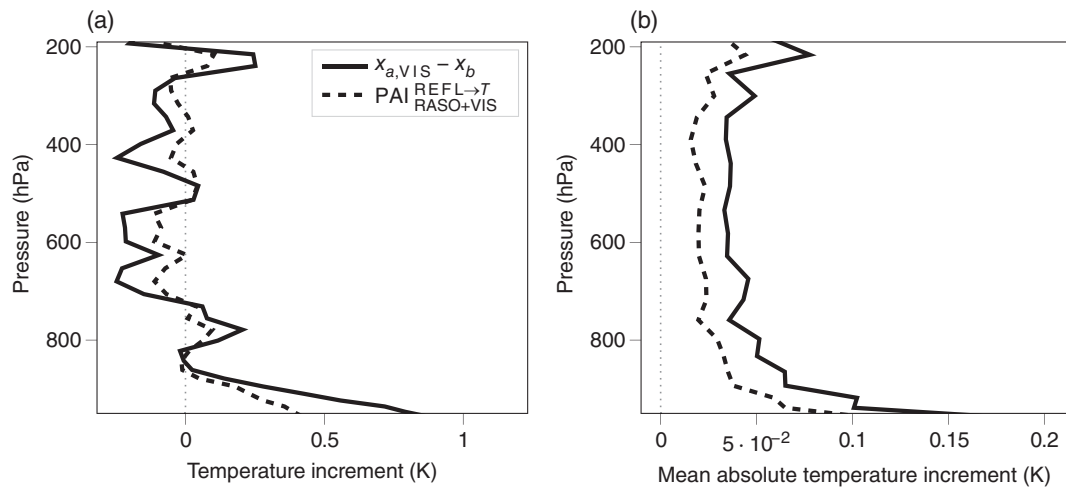 (a)
200
400
600
800
Pressure (hPa)
x_{a,VIS} − x_b
PAI^{REFL→T}_{RASO+VIS}
0
0.5
1
Temperature increment (K)
(b)
200
400
600
800
Pressure (hPa)
0
5 · 10^{−2}
0.1
0.15
0.2
Mean absolute temperature increment (K)